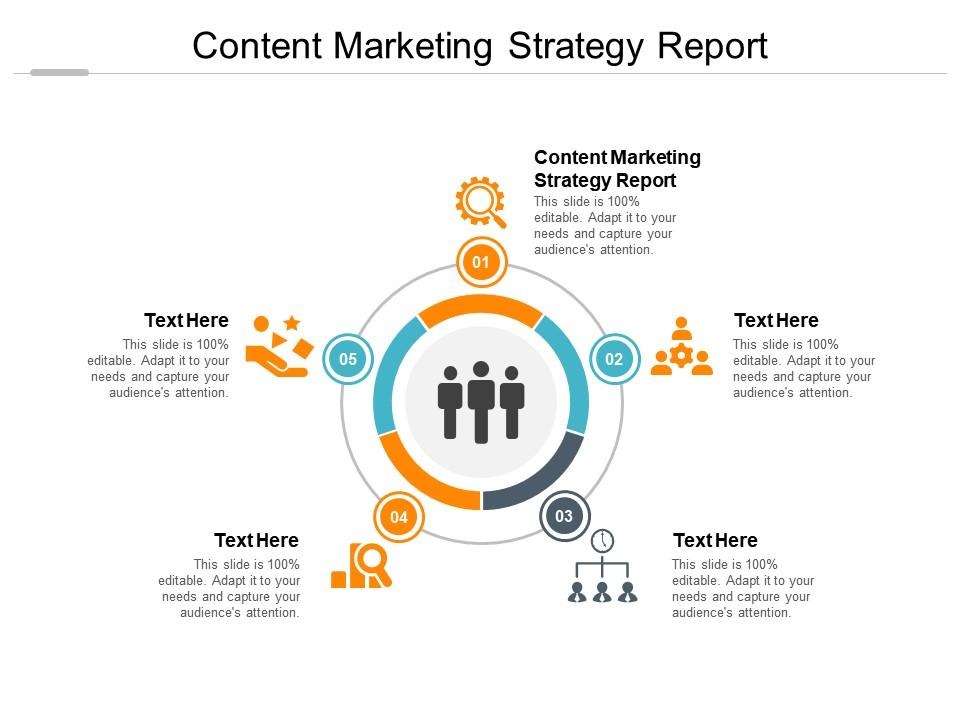 Content Marketing Strategy Report
Content Marketing
Strategy Report
This slide is 100%
editable. Adapt it to your
needs and capture your
audience's attention.
01
Text Here
This slide is 100%
editable. Adapt it to your
needs and capture your
audience's attention.
05
02
Text Here
This slide is 100%
editable. Adapt it to your
needs and capture your
audience's attention.
04
03
Text Here
This slide is 100%
editable. Adapt it to your
needs and capture your
audience's attention.
Text Here
This slide is 100%
editable. Adapt it to your
needs and capture your
audience's attention.